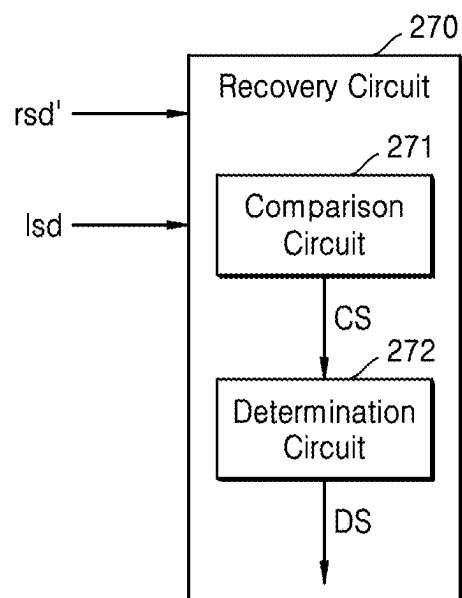 270
Recovery Circuit
rsd'
271
lsd
Comparison
Circuit
CS
272
Determination
Circuit
DS